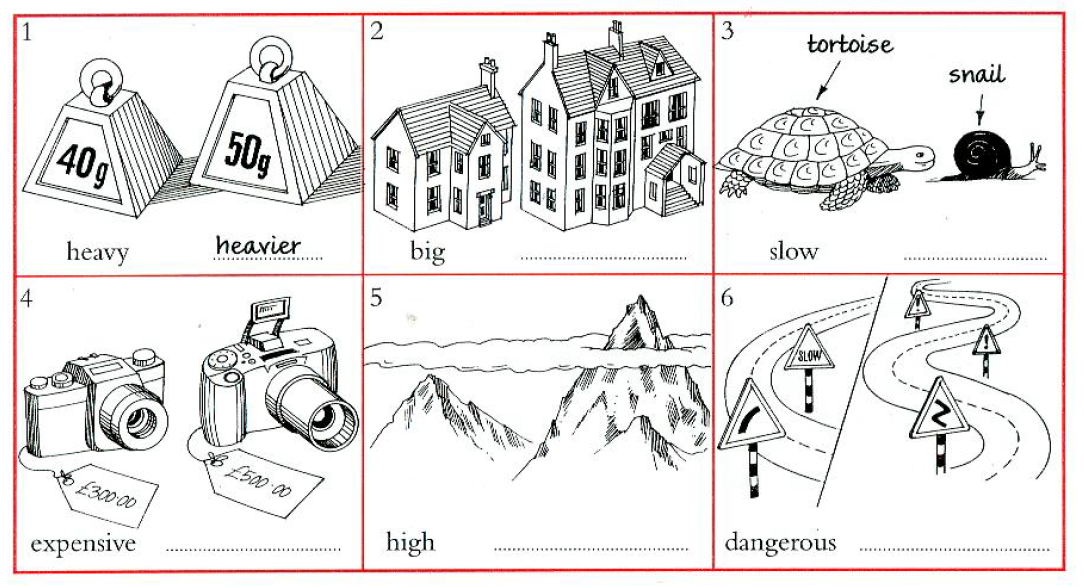 1
40g
50g
heavy heavier
2
big ....................
3
tortoise
snail
slow ....................
4
£300.00
£500.00
expensive ....................
5
high ....................
6
SLOW
!
!
dangerous ....................